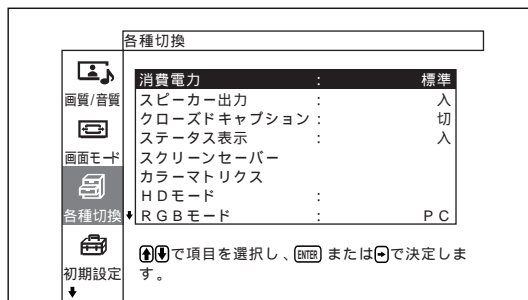 各種切換
画質/音質
画面モード
各種切換
初期設定
消費電力 : 標準
スピーカー出力 : 入
クローズドキャプション : 切
ステータス表示 : 入
スクリーンセーバー
カラーマトリクス
HDモード :
RGBモード : PC
で項目を選択し、ENTERまたはで決定しま
す。